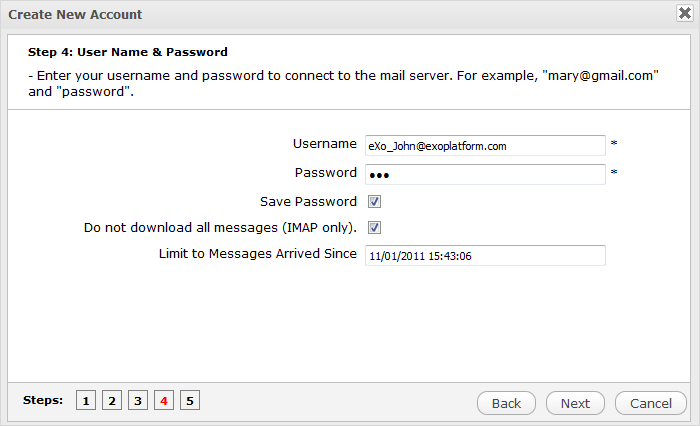 Create New Account
Step 4: User Name & Password
- Enter your username and password to connect to the mail server. For example, "mary@gmail.com"
and "password".
Username eXo_John@exoplatform.com *
Password ●●● *
Save Password
Do not download all messages (IMAP only).
Limit to Messages Arrived Since 11/01/2011 15:43:06
Steps: 1 2 3 4 5 Back Next Cancel